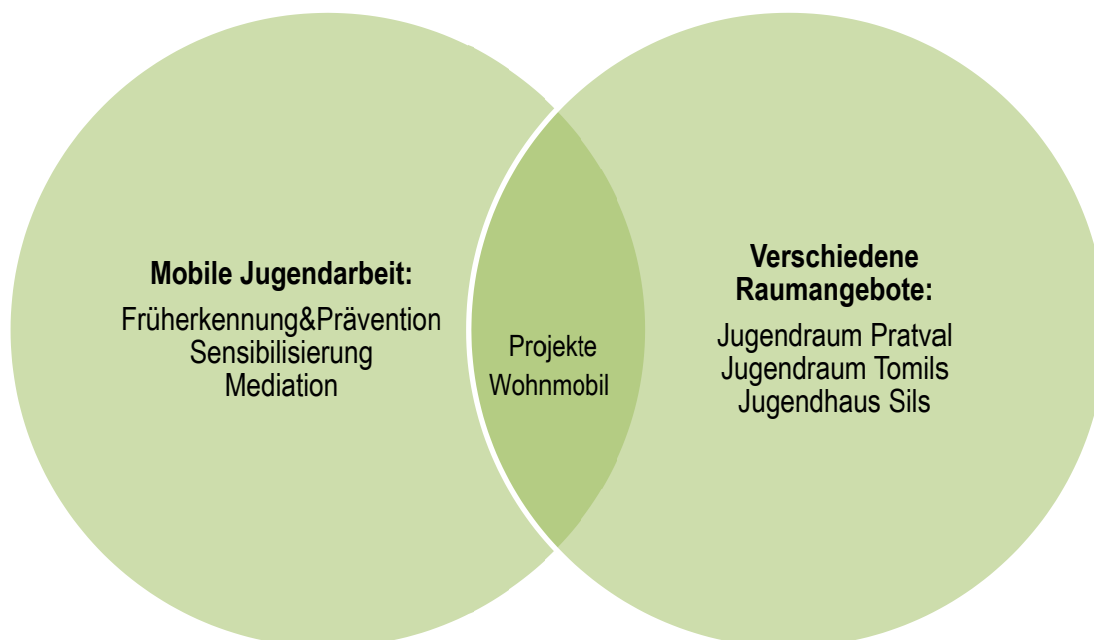 Mobile Jugendarbeit:
Früherkennung&Prävention
Sensibilisierung
Mediation
Projekte
Wohnmobil
Verschiedene
Raumangebote:
Jugendraum Pratval
Jugendraum Tomils
Jugendhaus Sils